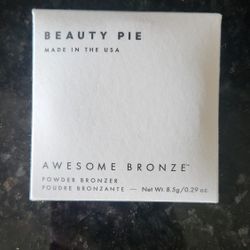 BEAUTY PIE
MADE IN THE USA
AWESOME BRONZE™
POWDER BRONZER
POUDRE BRONZANTE — Net Wt. 8.5g/0.29 oz.